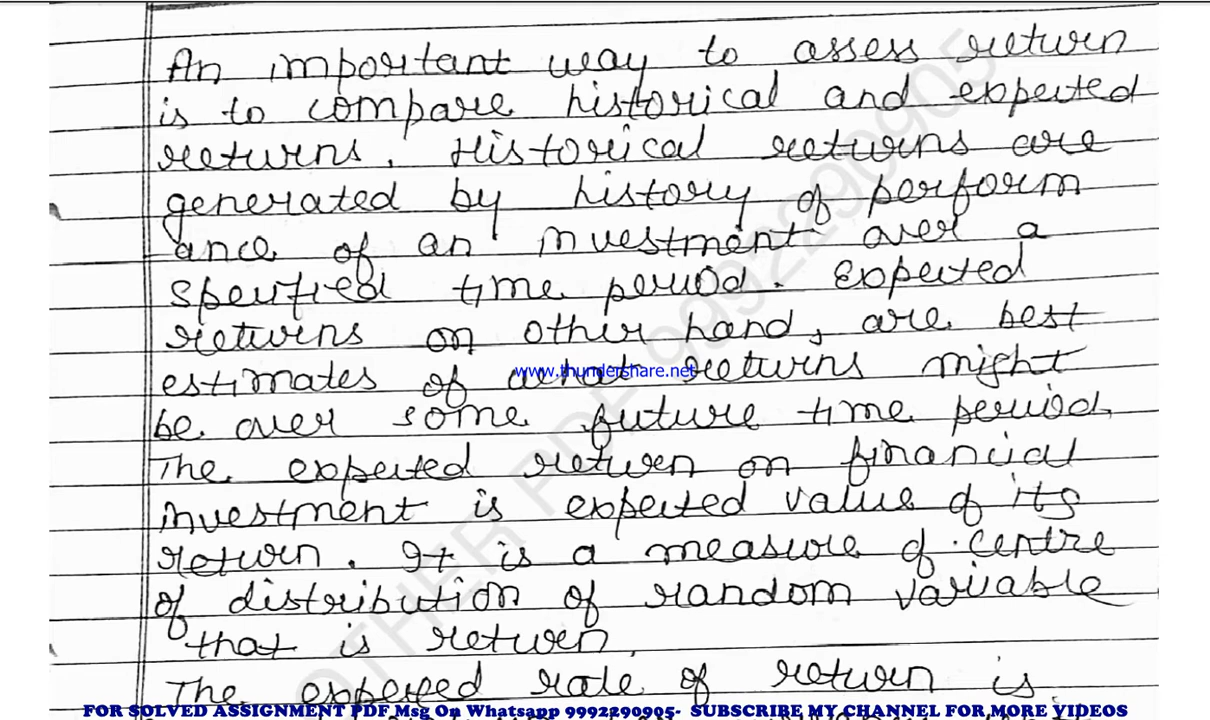 An important way to assess return
is to compare historical and expected
returns. Historical returns are
generated by history of perform
ance of an investment over a
specified time period. Expected
returns on other hand, are best
estimates of what returns might
www.thundershare.net
be over some future time period.
The expected return on financial
investment is expected value of its
return. It is a measure of centre
of distribution of random variable
that is return.
The expected rate of return is
FOR SOLVED ASSIGNMENT PDF Msg On Whatsapp 9992290905- SUBSCRIBE MY CHANNEL FOR MORE VIDEOS
OTHER PDF 9992290905